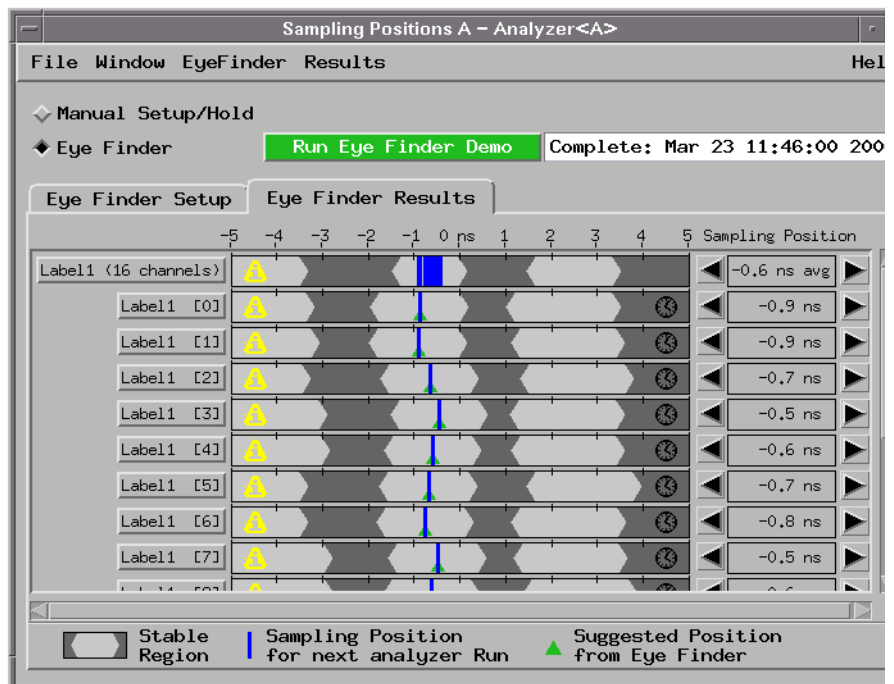 Sampling Positions A - Analyzer<A>
File Window EyeFinder Results Hel
Manual Setup/Hold
Eye Finder Run Eye Finder Demo Complete: Mar 23 11:46:00 200
Eye Finder Setup Eye Finder Results
-5 -4 -3 -2 -1 0 ns 1 2 3 4 5 Sampling Position
Label1 (16 channels) -0.6 ns avg
Label1 [0] -0.9 ns
Label1 [1] -0.9 ns
Label1 [2] -0.7 ns
Label1 [3] -0.5 ns
Label1 [4] -0.6 ns
Label1 [5] -0.7 ns
Label1 [6] -0.8 ns
Label1 [7] -0.5 ns
Stable Region
Sampling Position for next analyzer Run
Suggested Position from Eye Finder